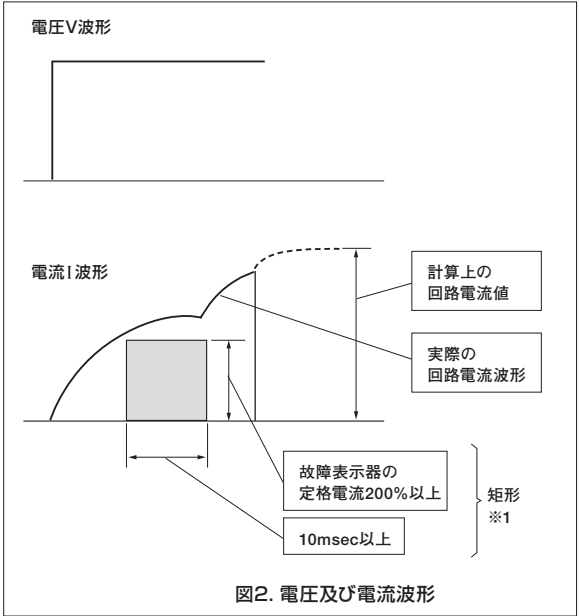 電圧V波形
電流I波形
計算上の
回路電流値
実際の
回路電流波形
故障表示器の
定格電流200%以上
10msec以上
矩形
※1
図2. 電圧及び電流波形